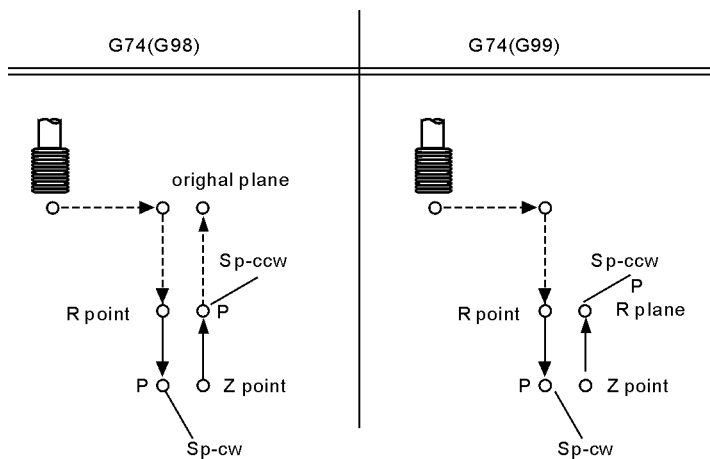 G74(G98)
G74(G99)
orighal plane
Sp-ccw
R point
P
P
Z point
Sp-cw
Sp-ccw
P
R point
R plane
P
Z point
Sp-cw